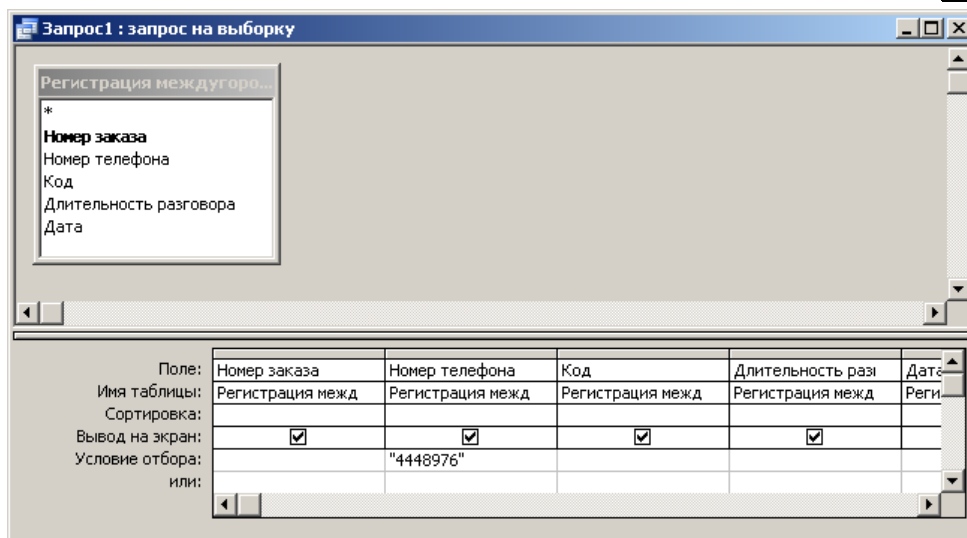 Запрос1 : запрос на выборку
Регистрация междугоро...
*
Номер заказа
Номер телефона
Код
Длительность разговора
Дата
Поле: Номер заказа Номер телефона Код Длительность разг Дата
Имя таблицы: Регистрация межд Регистрация межд Регистрация межд Регистрация межд Реги
Сортировка:
Вывод на экран:
Условие отбора: "4448976"
или: